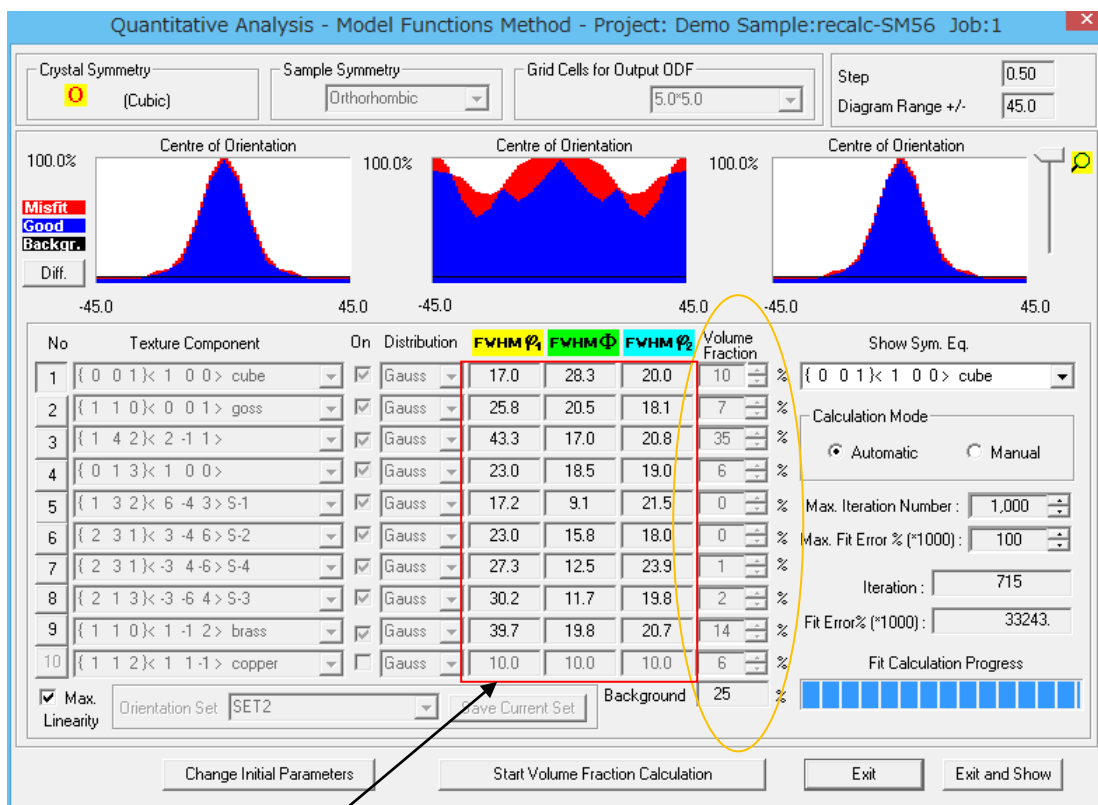 Quantitative Analysis - Model Functions Method - Project: Demo Sample:recalc-SM56 Job:1
Crystal Symmetry Sample Symmetry Grid Cells for Output ODF
O (Cubic) Orthorhombic 5.0*5.0
Step 0.50
Diagram Range +/- 45.0
Centre of Orientation Centre of Orientation Centre of Orientation
100.0% 100.0% 100.0%
Misfit
Good
Backgr.
Diff.
-45.0 45.0 -45.0 45.0 -45.0 45.0
No Texture Component On Distribution FWHM φ1 FWHM Φ FWHM φ2 Volume Fraction Show Sym. Eq.
1 { 0 0 1}< 1 0 0> cube Gauss 17.0 28.3 20.0 10 % { 0 0 1}< 1 0 0> cube
2 { 1 1 0}< 0 0 1> goss Gauss 25.8 20.5 18.1 7 %
3 { 1 4 2}< 2 -1 1> Gauss 43.3 17.0 20.8 35 %
4 { 0 1 3}< 1 0 0> Gauss 23.0 18.5 19.0 6 %
5 { 1 3 2}< 6 -4 3> S-1 Gauss 17.2 9.1 21.5 0 %
6 { 2 3 1}< 3 -4 6> S-2 Gauss 23.0 15.8 18.0 0 %
7 { 2 3 1}<-3 4 -6> S-4 Gauss 27.3 12.5 23.9 1 %
8 { 2 1 3}<-3 -6 4> S-3 Gauss 30.2 11.7 19.8 2 %
9 { 1 1 0}< 1 -1 2> brass Gauss 39.7 19.8 20.7 14 %
10 { 1 1 2}< 1 1 -1> copper Gauss 10.0 10.0 10.0 6 %
Calculation Mode
Automatic Manual
Max. Iteration Number : 1,000
Max. Fit Error % (*1000) : 100
Iteration : 715
Fit Error% (*1000) : 33243.
Fit Calculation Progress
Max. Linearity Orientation Set SET2 Save Current Set Background 25 %
Change Initial Parameters Start Volume Fraction Calculation Exit Exit and Show